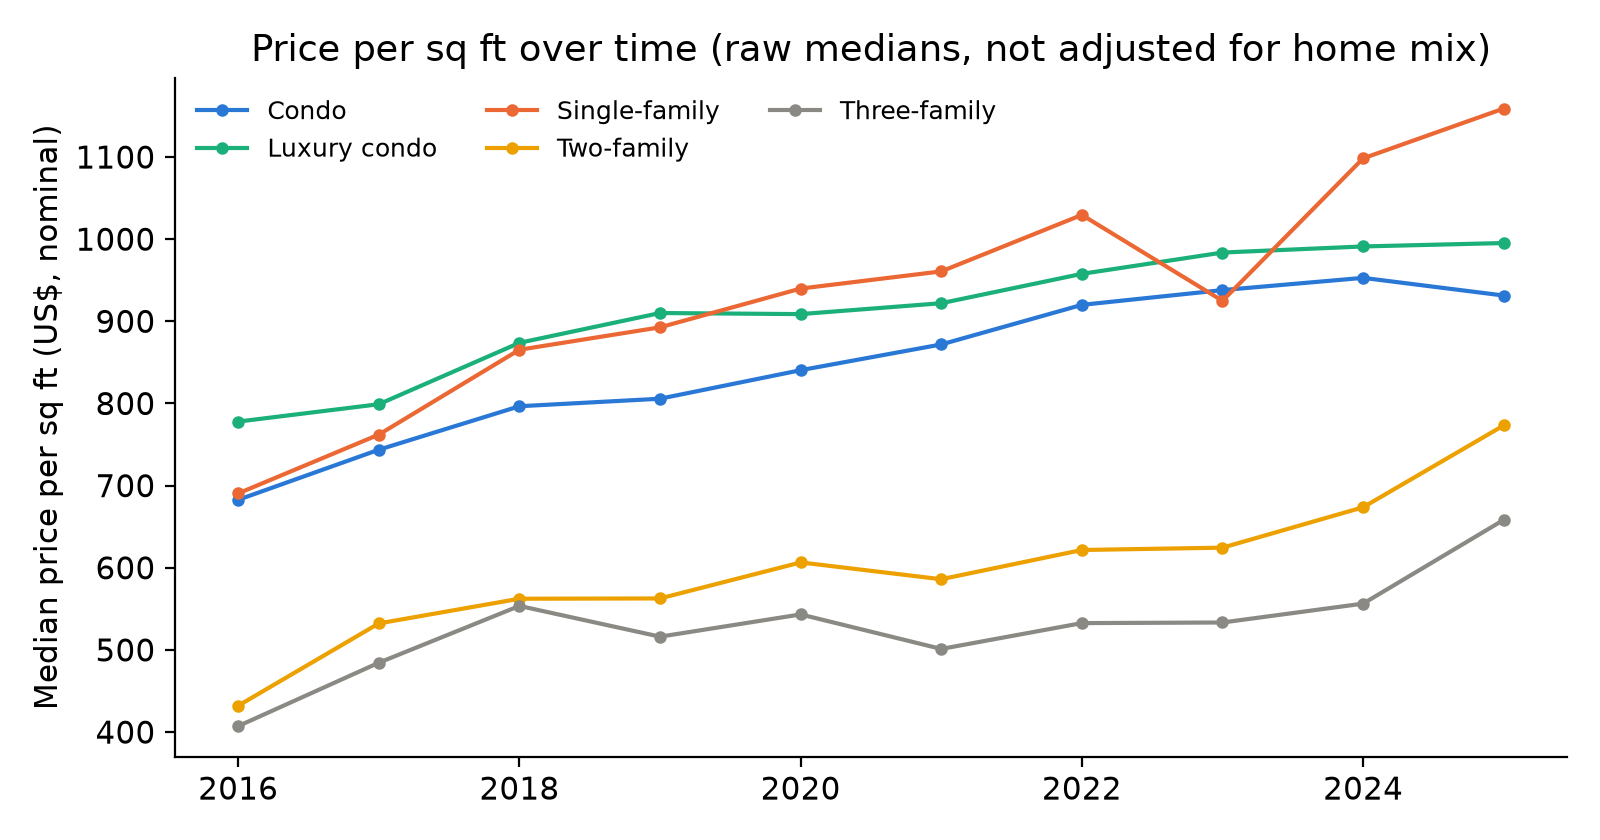 Price per sq ft over time (raw medians, not adjusted for home mix)
Condo
Luxury condo
Single-family
Two-family
Three-family
Median price per sq ft (US$, nominal)
1100
1000
900
800
700
600
500
400
2016
2018
2020
2022
2024